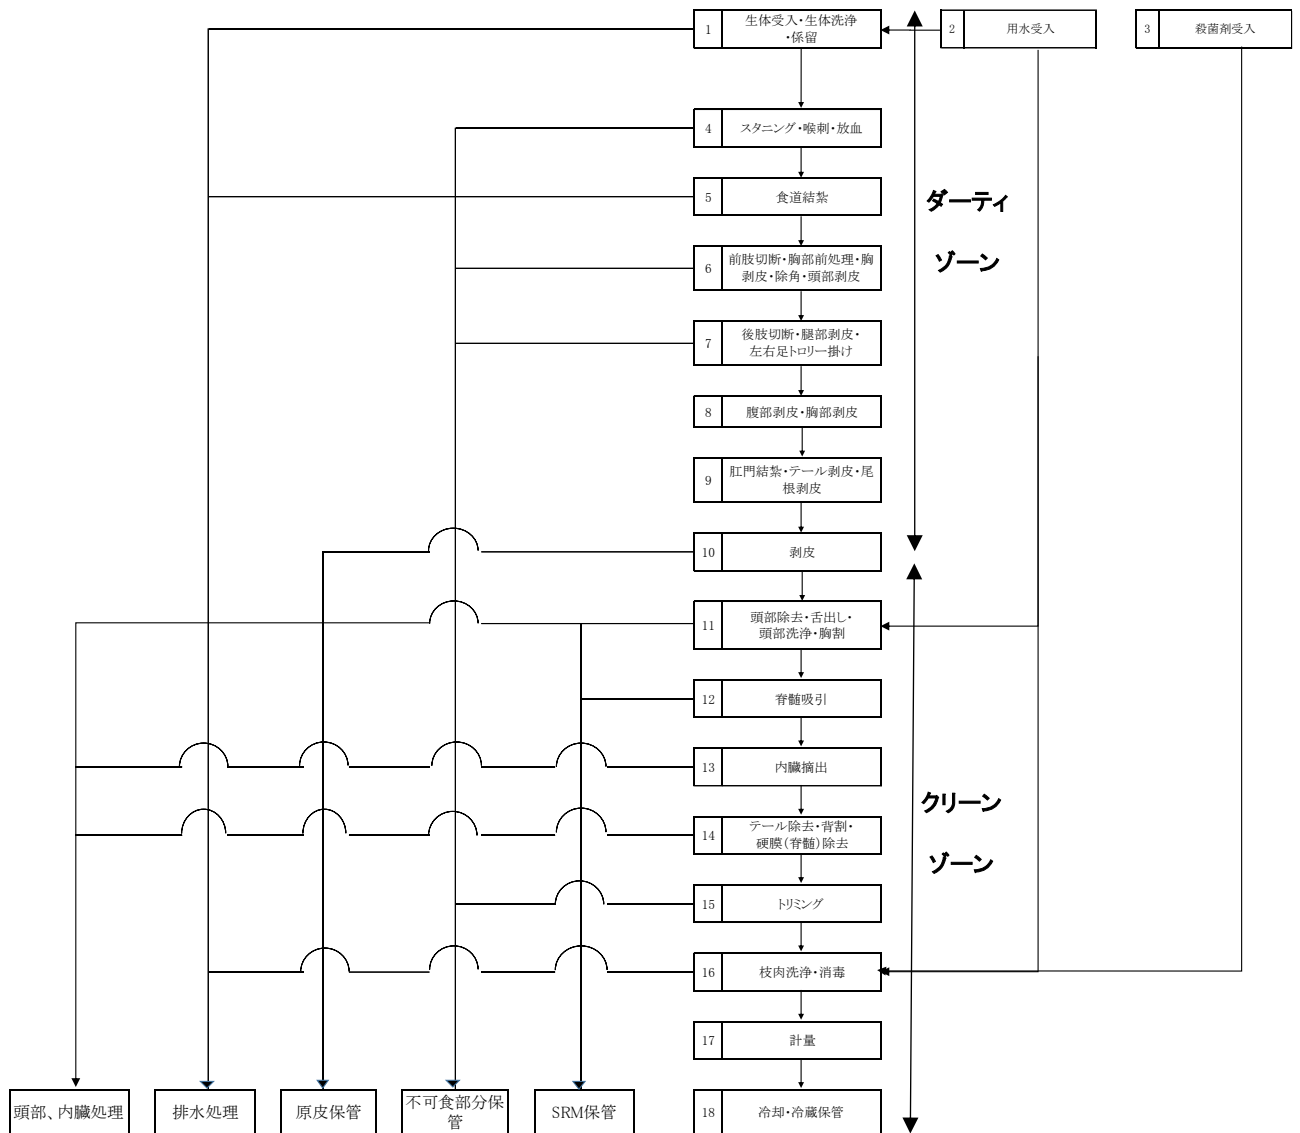 1
生体受入・生体洗浄
・係留
2
用水受入
3
殺菌剤受入
4
スタニング・喉刺・放血
5
食道結紮
6
前肢切断・胸部前処理・胸
剥皮・除角・頭部剥皮
7
後肢切断・腿部剥皮・
左右足トロリー掛け
8
腹部剥皮・胸部剥皮
9
肛門結紮・テール剥皮・尾
根剥皮
10
剥皮
11
頭部除去・舌出し・
頭部洗浄・胸割
12
脊髄吸引
13
内臓摘出
14
テール除去・背割・
硬膜(脊髄)除去
15
トリミング
16
枝肉洗浄・消毒
17
計量
18
冷却・冷蔵保管
ダーティ
ゾーン
クリーン
ゾーン
頭部、内臓処理
排水処理
原皮保管
不可食部分保
管
SRM保管